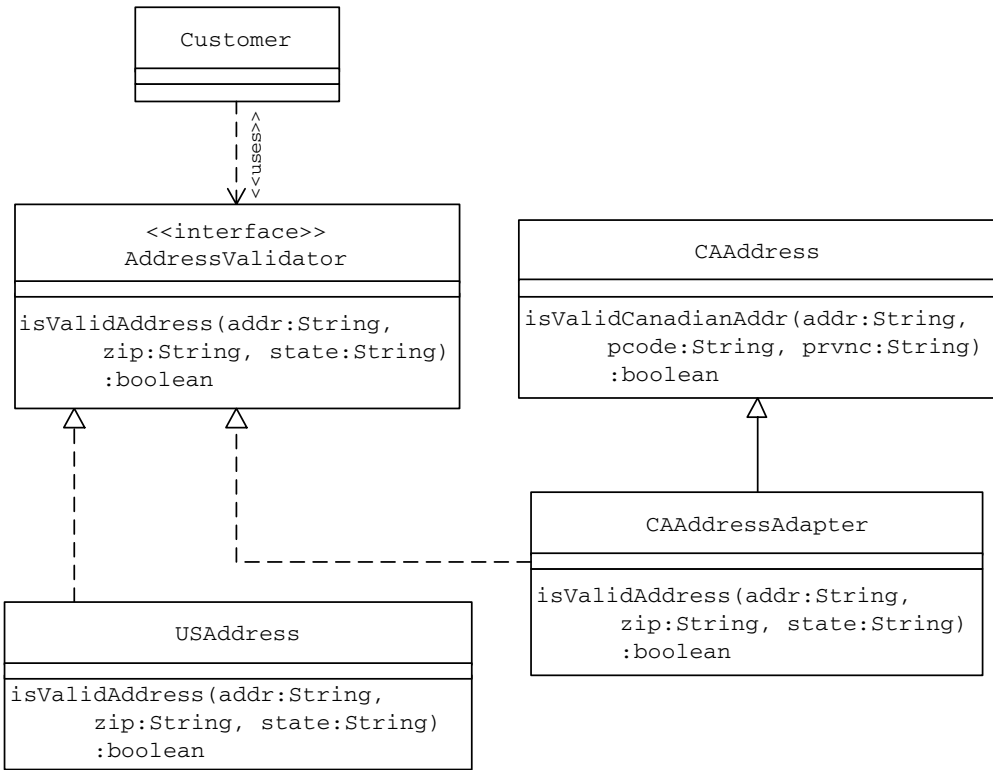 Customer
<<uses>>
<<interface>>
AddressValidator
isValidAddress(addr:String,
zip:String, state:String)
:boolean
CAAddress
isValidCanadianAddr(addr:String,
pcode:String, prvnc:String)
:boolean
CAAddressAdapter
isValidAddress(addr:String,
zip:String, state:String)
:boolean
USAddress
isValidAddress(addr:String,
zip:String, state:String)
:boolean